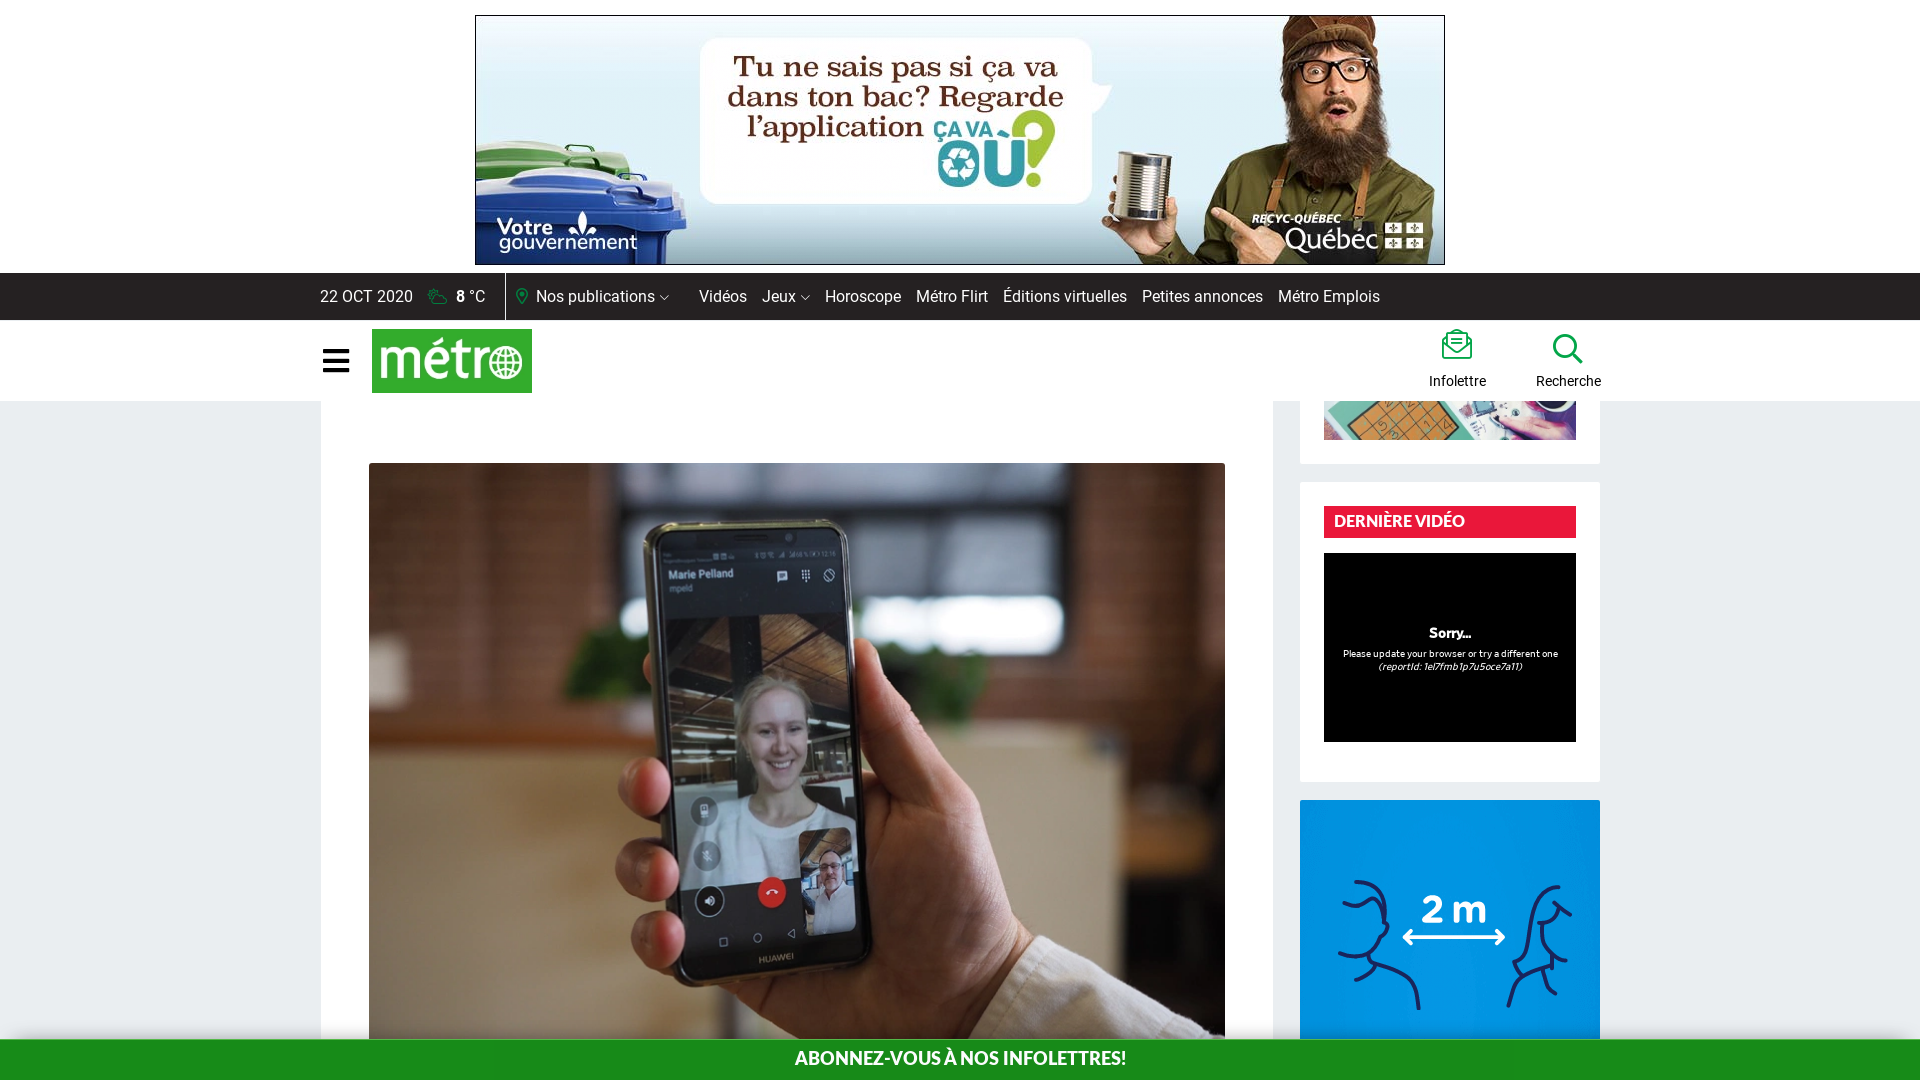 Tu ne sais pas si ça va
dans ton bac? Regarde
l'application ÇA VA
OÙ?
Votre
gouvernement
RECYC-QUÉBEC
Québec
22 OCT 2020 8 °C Nos publications Vidéos Jeux Horoscope Métro Flirt Éditions virtuelles Petites annonces Métro Emplois
métro
Infolettre
Recherche
DERNIÈRE VIDÉO
Sorry...
Please update your browser or try a different one
(reportId: 1el7fmb1p7u5oce7a11)
Marie Pelland
mpeld
HUAWEI
2 m
ABONNEZ-VOUS À NOS INFOLETTRES!